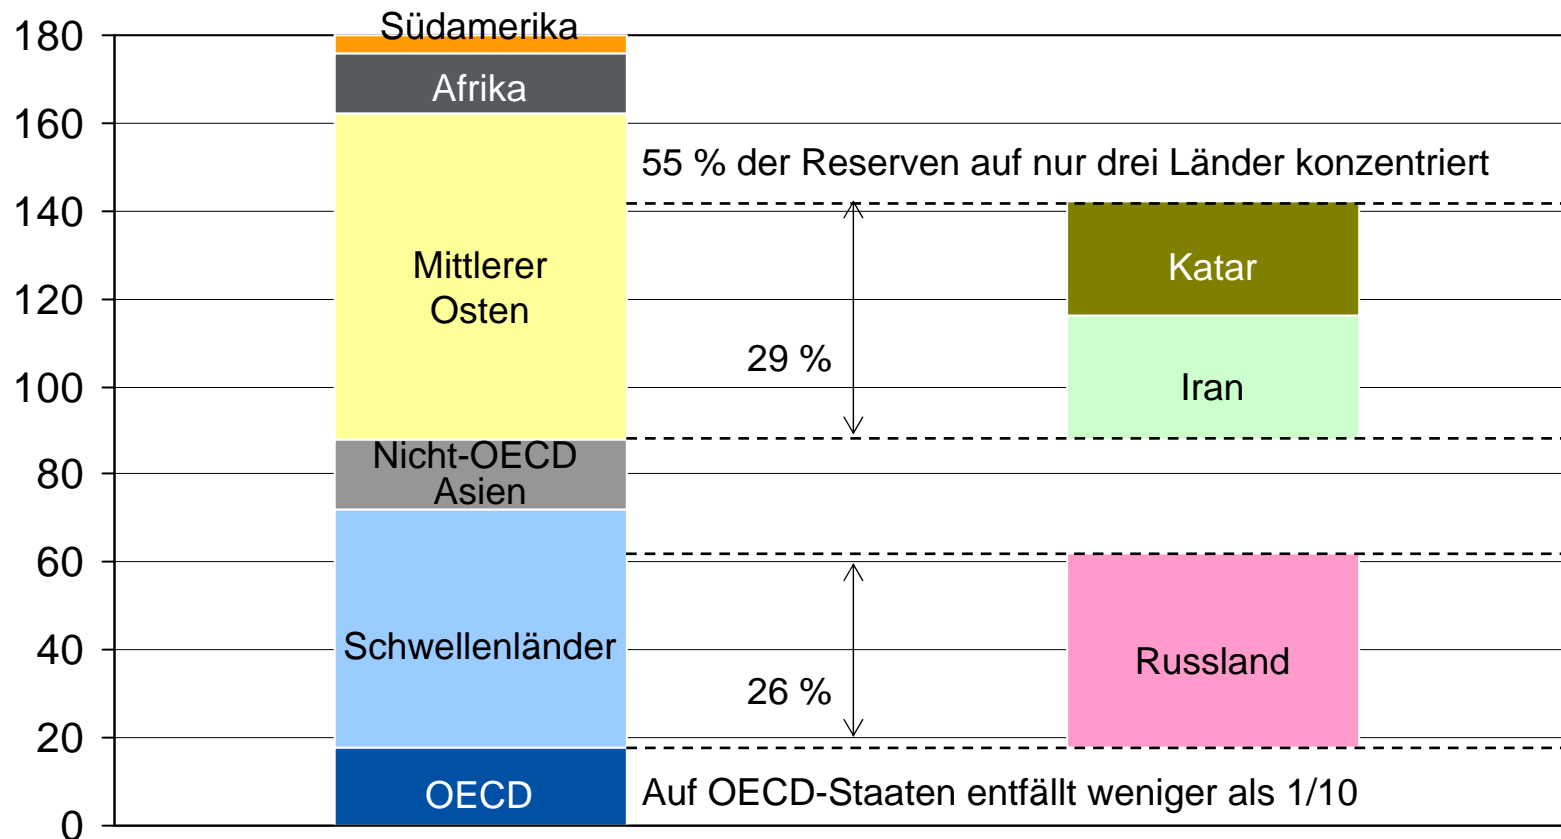 180
160
140
120
100
80
60
40
20
0
Südamerika
Afrika
Mittlerer
Osten
Nicht-OECD
Asien
Schwellenländer
OECD
55 % der Reserven auf nur drei Länder konzentriert
29 %
26 %
Auf OECD-Staaten entfällt weniger als 1/10
Katar
Iran
Russland